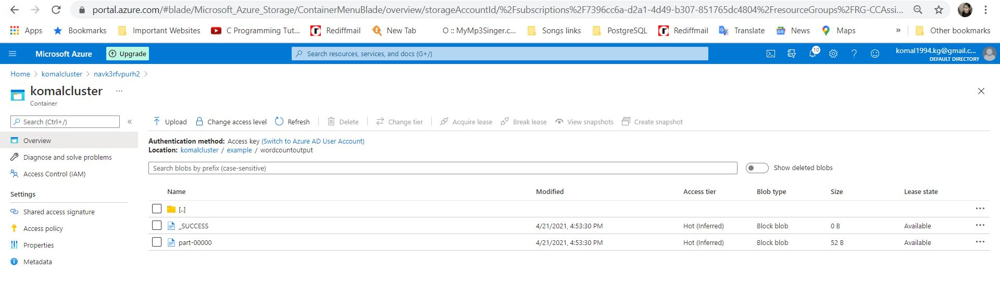 portal.azure.com/#blade/Microsoft_Azure_Storage/ContainerMenuBlade/overview/storageAccountId/%2Fsubscriptions%2F7396cc6a-d2a1-4d49-b307-851765dc4804%2FresourceGroups%2FRG-CCAssi...
Apps Bookmarks Important Websites C Programming Tut... Rediffmail New Tab O :: MyMp3Singer.c... Songs links PostgreSQL Rediffmail Translate News Maps » Other bookmarks
Microsoft Azure Upgrade Search resources, services, and docs (G+/) 10 komal1994.kg@gmail.c...
DEFAULT DIRECTORY
Home > komalcluster > navk3rfvpurh2 >
komalcluster ...
Container
Search (Ctrl+/) « Upload Change access level Refresh Delete Change tier Acquire lease Break lease View snapshots Create snapshot
Overview
Diagnose and solve problems
Access Control (IAM)
Settings
Shared access signature
Access policy
Properties
Metadata
Authentication method: Access key (Switch to Azure AD User Account)
Location: komalcluster / example / wordcountoutput
Search blobs by prefix (case-sensitive) Show deleted blobs
Name Modified Access tier Blob type Size Lease state
[..] ...
_SUCCESS 4/21/2021, 4:53:30 PM Hot (Inferred) Block blob 0 B Available ...
part-00000 4/21/2021, 4:53:30 PM Hot (Inferred) Block blob 52 B Available ...